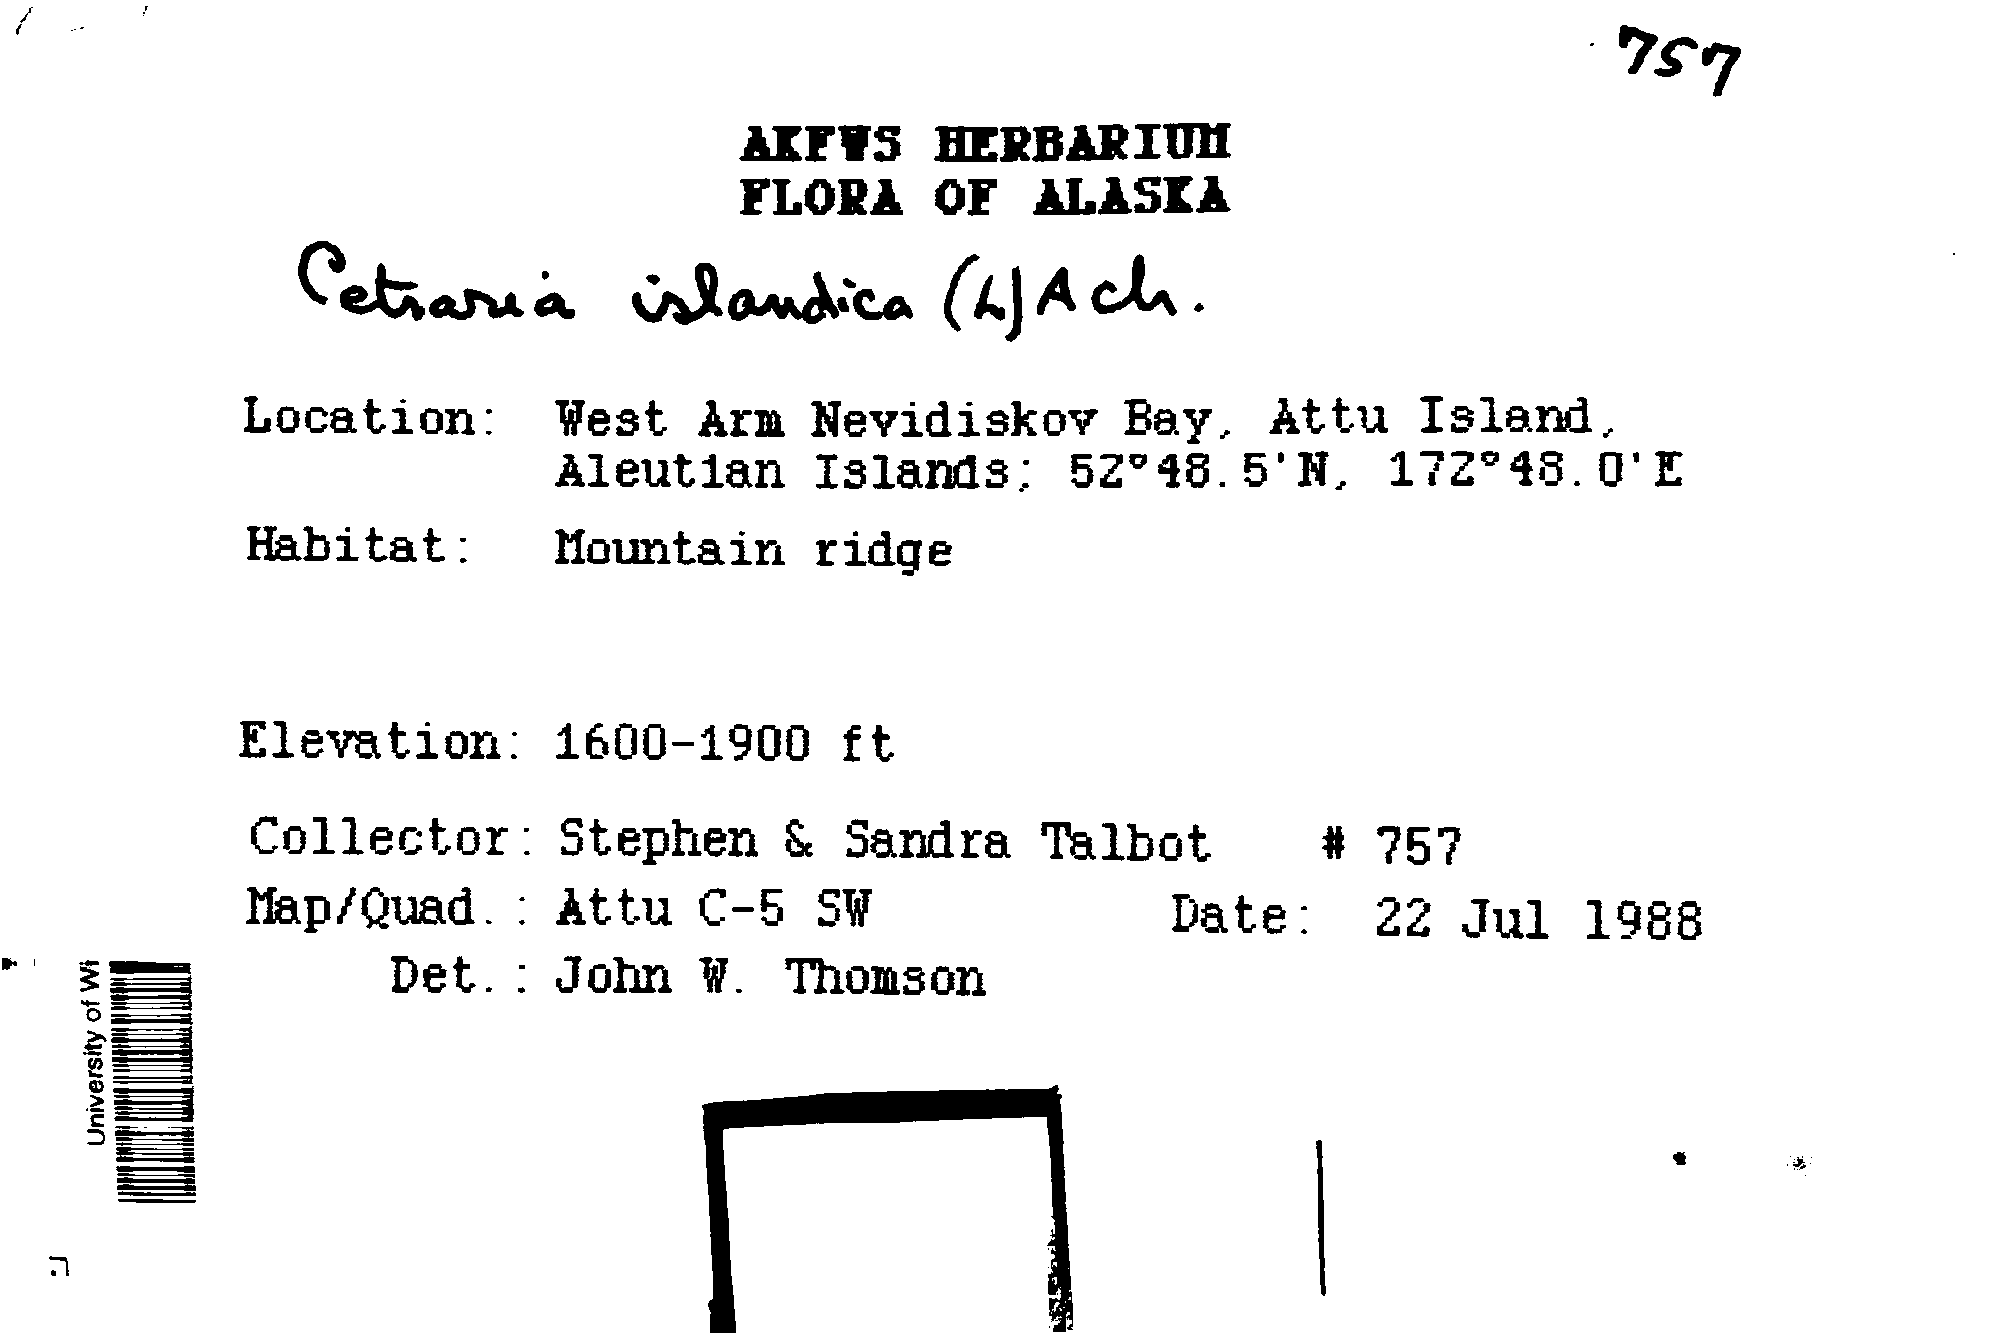 757
AKFWS HERBARIUM
FLORA OF ALASKA
Cetraria islandica (L) Ach.
Location: West Arm Nevidiskov Bay, Attu Island,
Aleutian Islands; 52°48.5'N, 172°48.0'E
Habitat: Mountain ridge
Elevation: 1600-1900 ft
Collector: Stephen & Sandra Talbot # 757
Map/Quad.: Attu C-5 SW Date: 22 Jul 1988
Det.: John W. Thomson
University of Wi